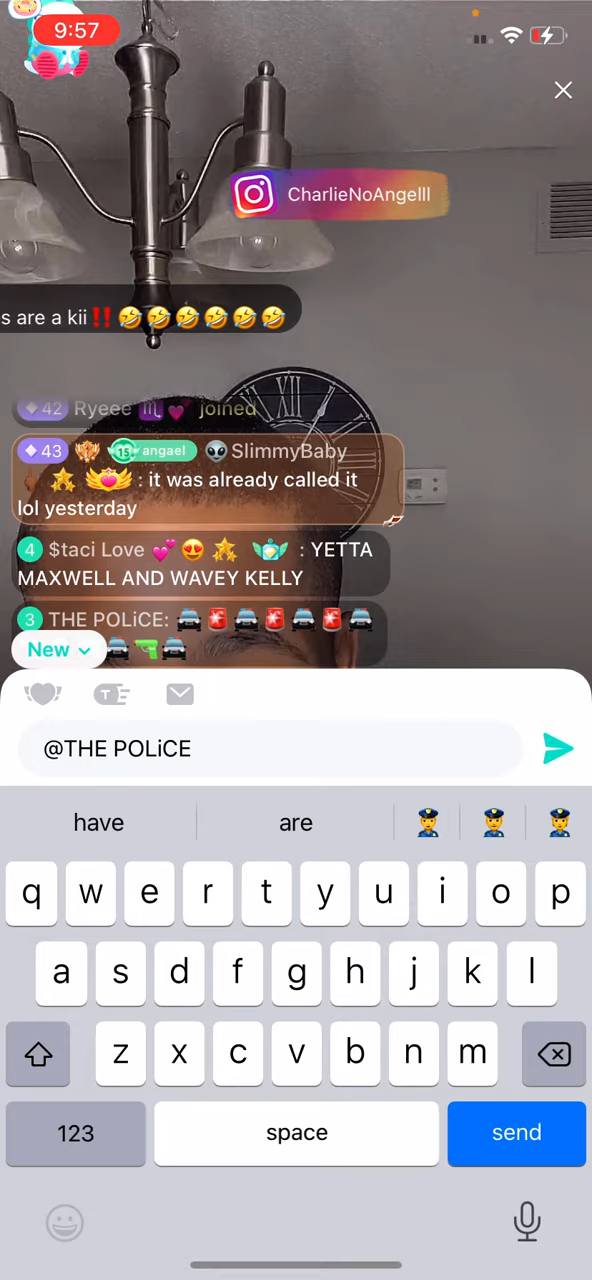 9:57
CharlieNoAngelll
s are a kii‼️🤣🤣🤣🤣🤣🤣
42 Ryeee ♏ 💕 joined
43 15 angael 👽SlimmyBaby
: it was already called it
lol yesterday
4 $taci Love 💕 😍 : YETTA
MAXWELL AND WAVEY KELLY
3 THE POLiCE: 🚔🚨🚔🚨🚔🚨🚔
New 🚔🔫🚔
@THE POLiCE
have are 👮 👮 👮
q w e r t y u i o p
a s d f g h j k l
z x c v b n m
123 space send
XII